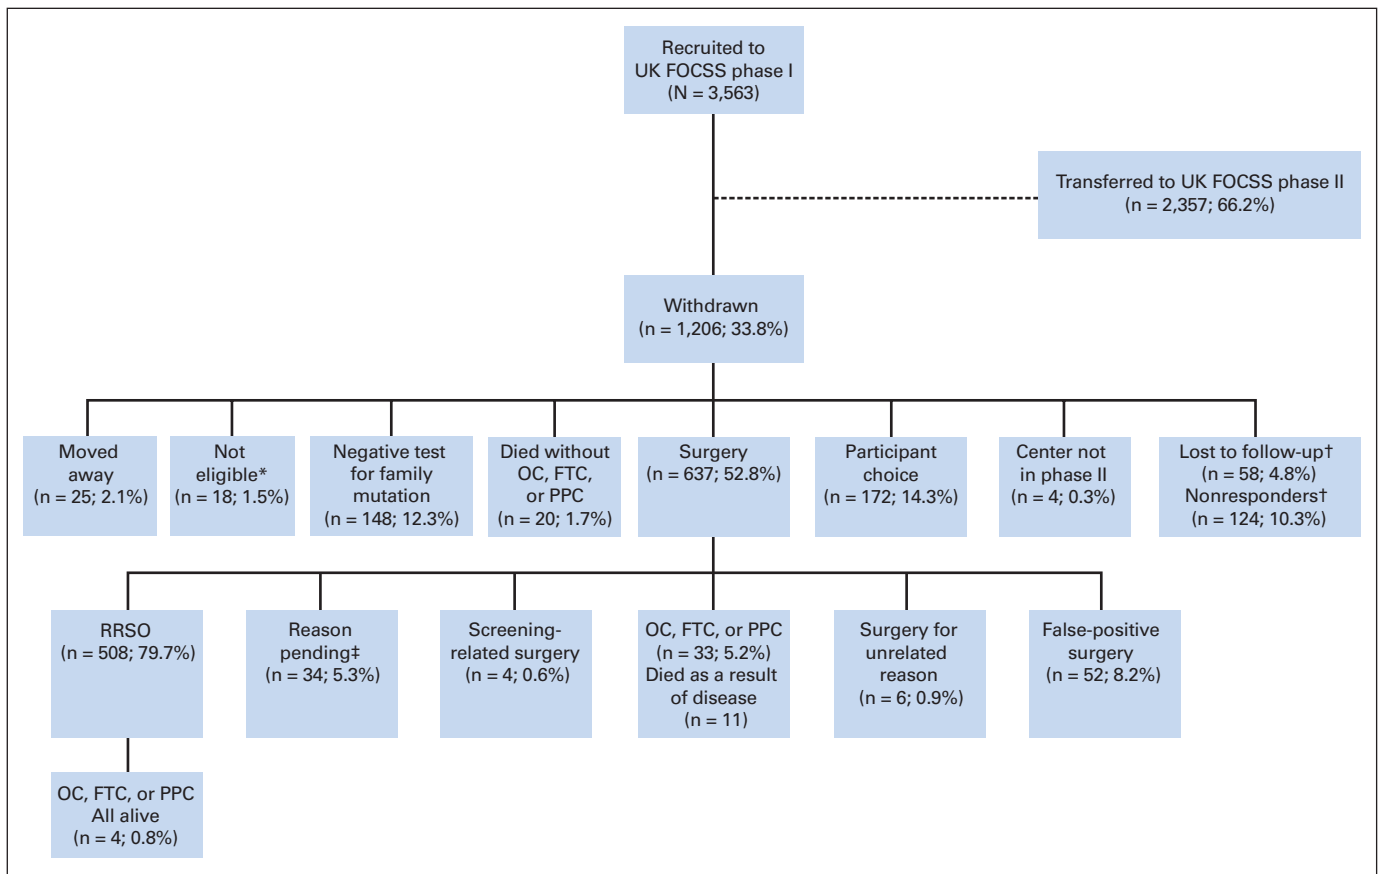 Recruited to
UK FOCSS phase I
(N = 3,563)
Transferred to UK FOCSS phase II
(n = 2,357; 66.2%)
Withdrawn
(n = 1,206; 33.8%)
Moved
away
(n = 25; 2.1%)
Not
eligible*
(n = 18; 1.5%)
Negative test
for family
mutation
(n = 148; 12.3%)
Died without
OC, FTC,
or PPC
(n = 20; 1.7%)
Surgery
(n = 637; 52.8%)
Participant
choice
(n = 172; 14.3%)
Center not
in phase II
(n = 4; 0.3%)
Lost to follow-up†
(n = 58; 4.8%)
Nonresponders†
(n = 124; 10.3%)
RRSO
(n = 508; 79.7%)
Reason
pending‡
(n = 34; 5.3%)
Screening-
related surgery
(n = 4; 0.6%)
OC, FTC, or PPC
(n = 33; 5.2%)
Died as a result
of disease
(n = 11)
Surgery for
unrelated
reason
(n = 6; 0.9%)
False-positive
surgery
(n = 52; 8.2%)
OC, FTC, or PPC
All alive
(n = 4; 0.8%)